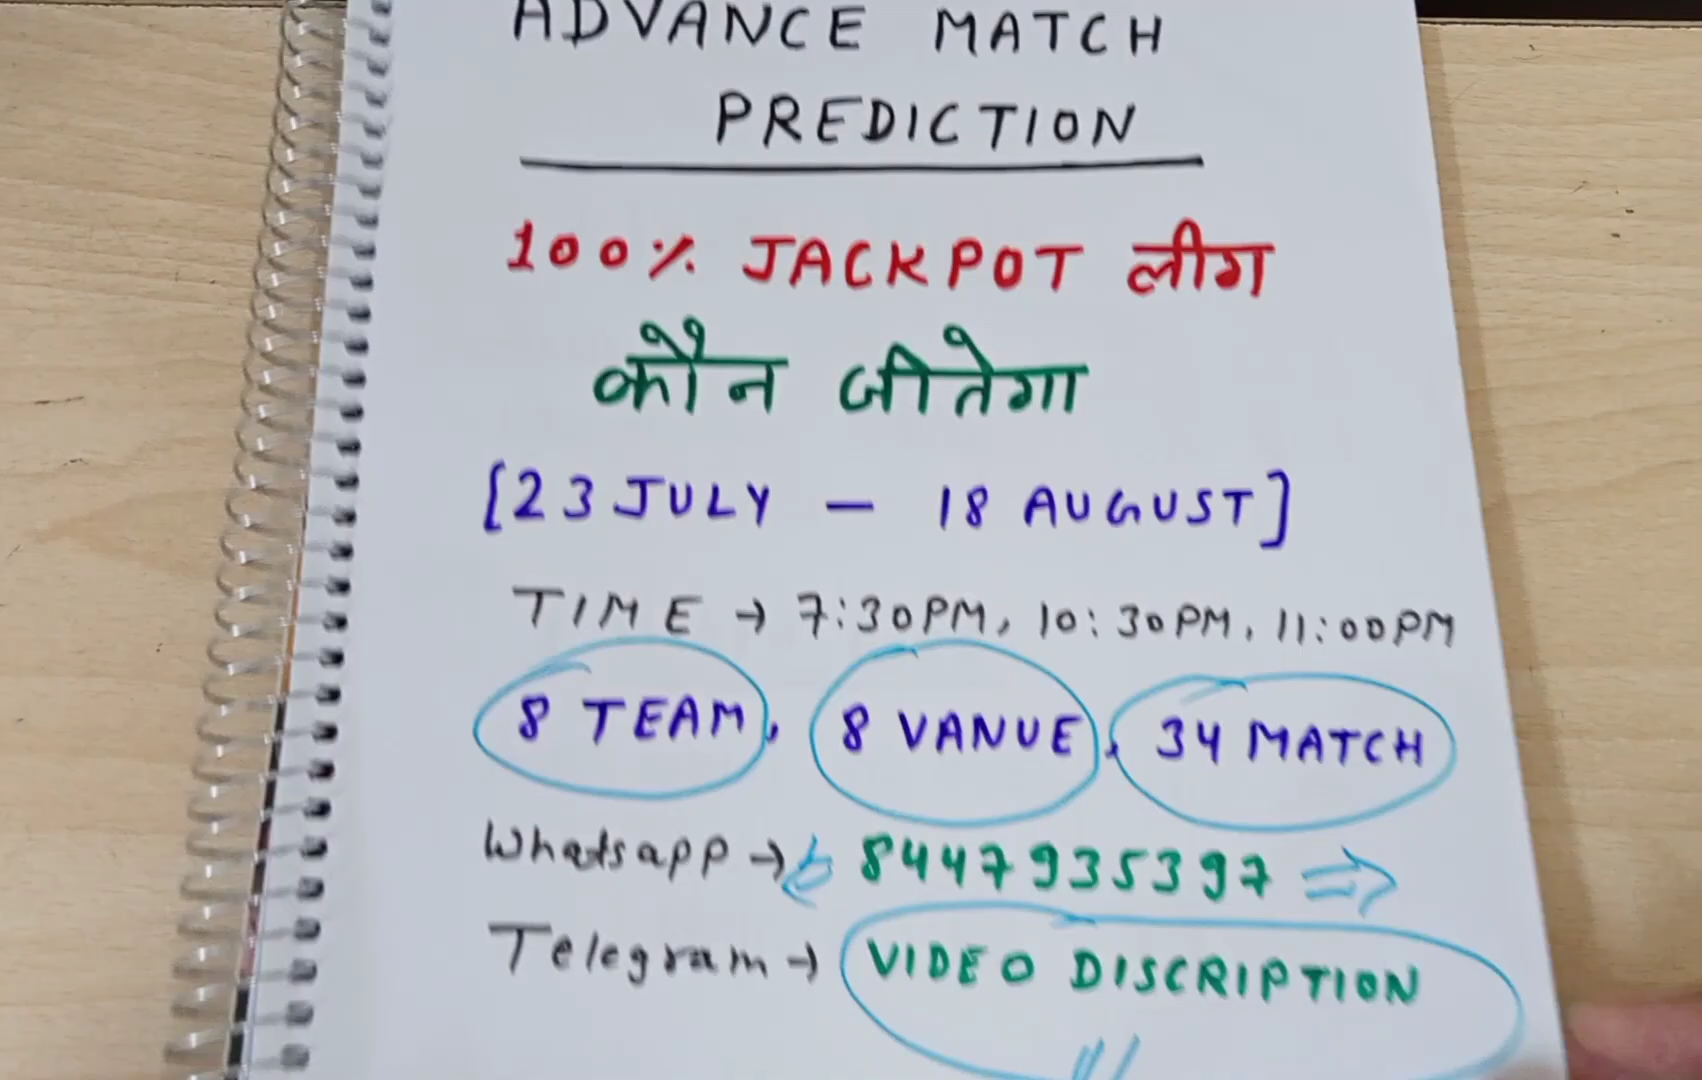 ADVANCE MATCH
PREDICTION
100% JACKPOT लीग
कौन जीतेगा
[23 JULY — 18 AUGUST]
TIME → 7:30PM, 10:30PM, 11:00PM
8 TEAM, 8 VANUE, 34 MATCH
Whatsapp → 8447935397 ⇒
Telegram → VIDEO DISCRIPTION